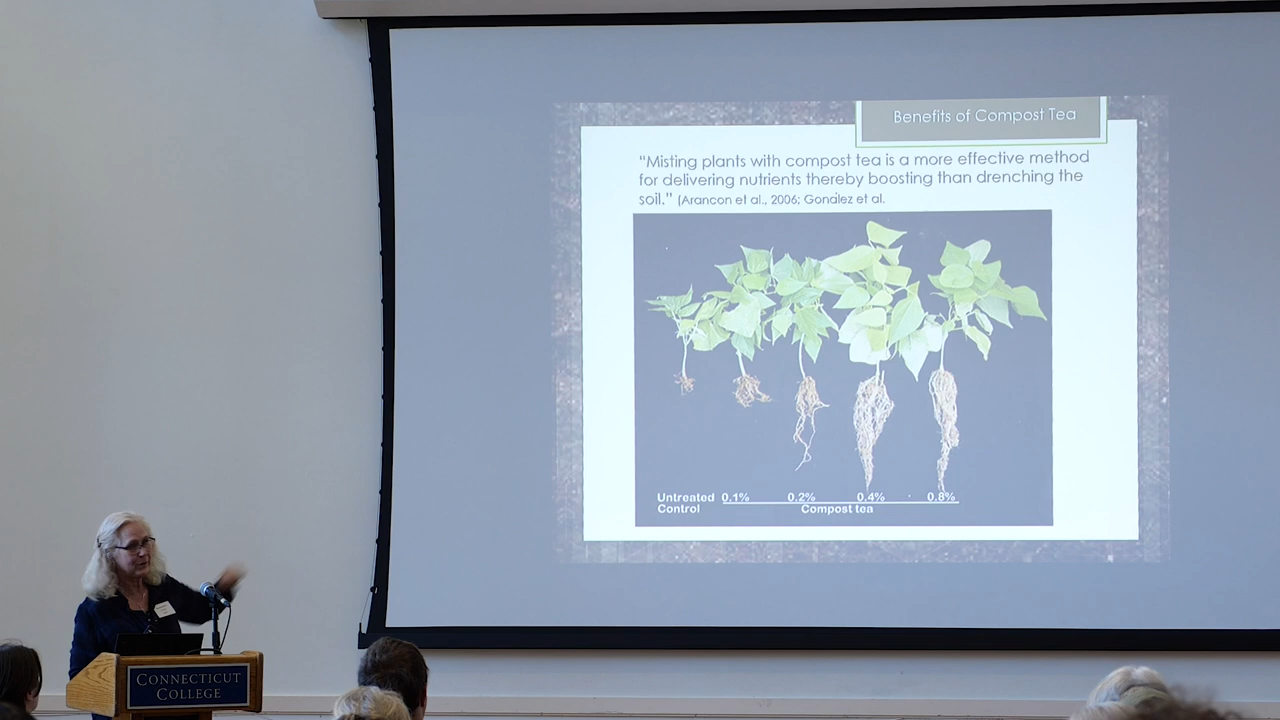 Benefits of Compost Tea
“Misting plants with compost tea is a more effective method
for delivering nutrients thereby boosting than drenching the
soil.” (Arancon et al., 2006; Gonalez et al.
Untreated Control
0.1% 0.2% 0.4% 0.8%
Compost tea
CONNECTICUT
COLLEGE